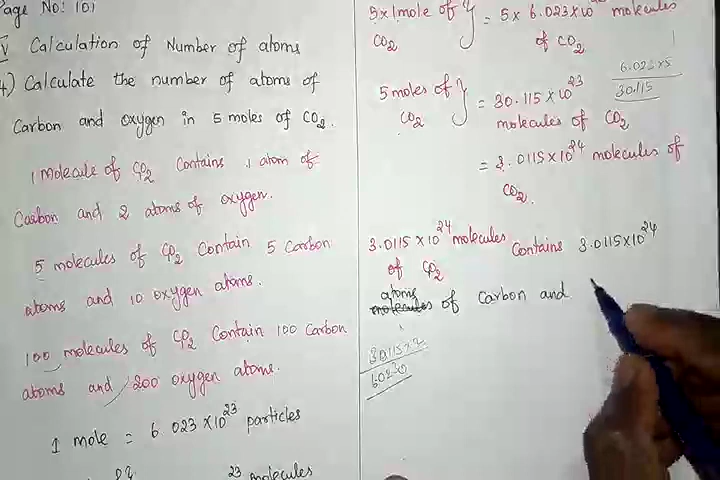 Page No: 101
V Calculation of Number of atoms
4.) Calculate the number of atoms of
Carbon and oxygen in 5 moles of CO2.
1 Molecule of CO2 Contains 1 atom of
Carbon and 2 atoms of oxygen.
5 molecules of CO2 Contain 5 Carbon
atoms and 10 oxygen atoms.
100 molecules of CO2 Contain 100 Carbon
atoms and 200 oxygen atoms.
1 mole = 6 023 x 10^23 particles
23 molecules
5 x 1 mole of } = 5 x 6.023 x 10 molecules
CO2 of CO2
6.023 x 5
30.115
5 moles of } = 30.115 x 10^23
CO2 molecules of CO2
= 3.0115 x 10^24 molecules of
CO2.
3.0115 x 10^24 molecules Contains 3.0115 x 10^24
of CO2
atoms
molecules of Carbon and
30115 x 2
60230